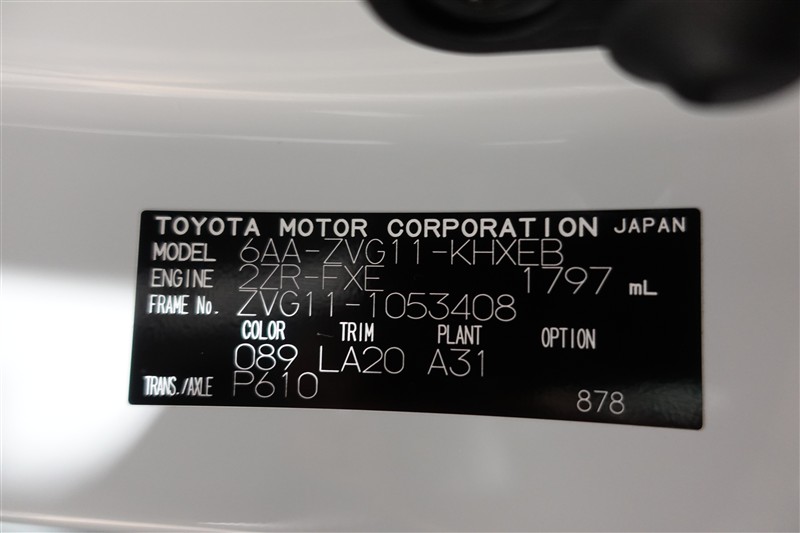 TOYOTA MOTOR CORPORATION JAPAN
MODEL 6AA-ZVG11-KHXEB
ENGINE 2ZR-FXE 1797 mL
FRAME No. ZVG11-1053408
COLOR TRIM PLANT OPTION
089 LA20 A31
TRANS./AXLE P610
878